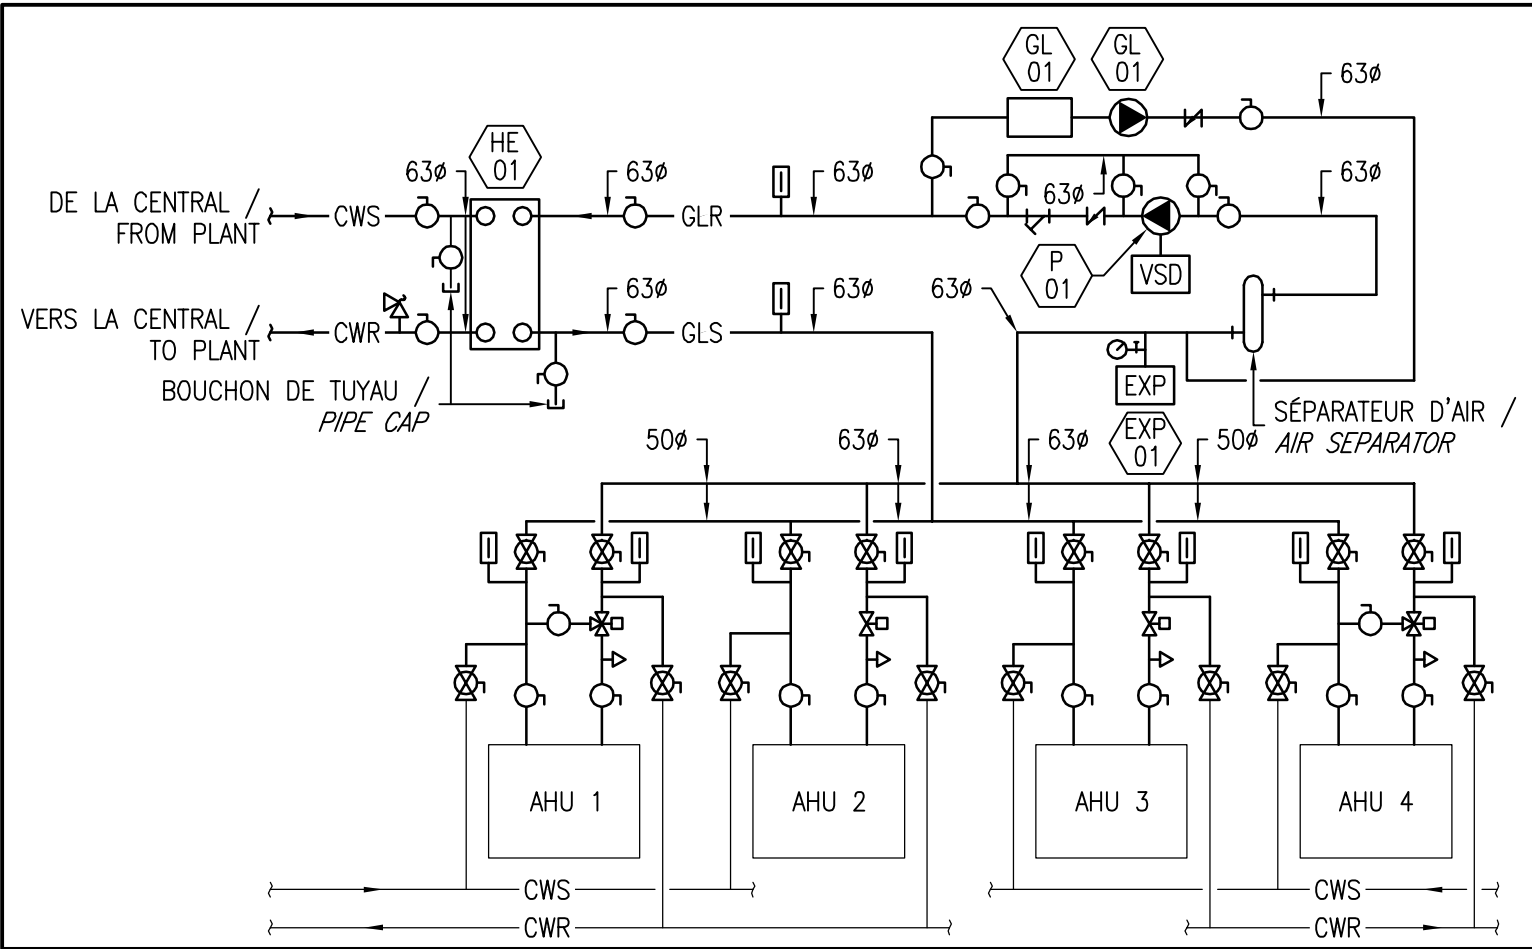 GL
01
GL
01
63ø
HE
01
63ø
63ø
63ø
63ø
63ø
DE LA CENTRAL /
FROM PLANT
CWS
GLR
P
01
VSD
63ø
63ø
63ø
VERS LA CENTRAL /
TO PLANT
CWR
GLS
BOUCHON DE TUYAU /
PIPE CAP
EXP
SÉPARATEUR D'AIR /
AIR SEPARATOR
EXP
01
50ø
63ø
63ø
50ø
AHU 1
AHU 2
AHU 3
AHU 4
CWS
CWS
CWR
CWR